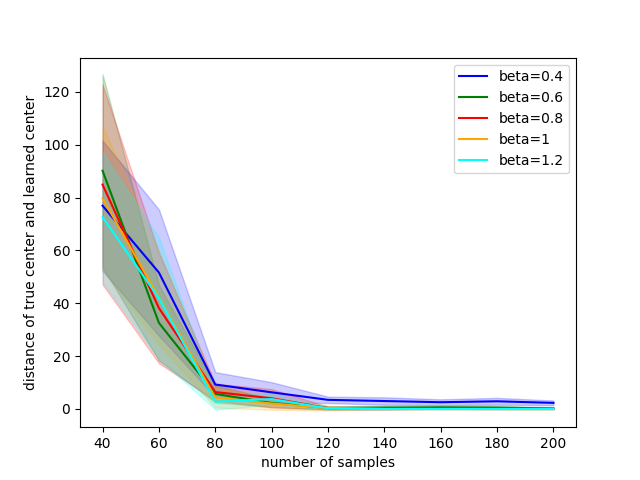 beta=0.4
beta=0.6
beta=0.8
beta=1
beta=1.2
distance of true center and learned center
120
100
80
60
40
20
0
40 60 80 100 120 140 160 180 200
number of samples